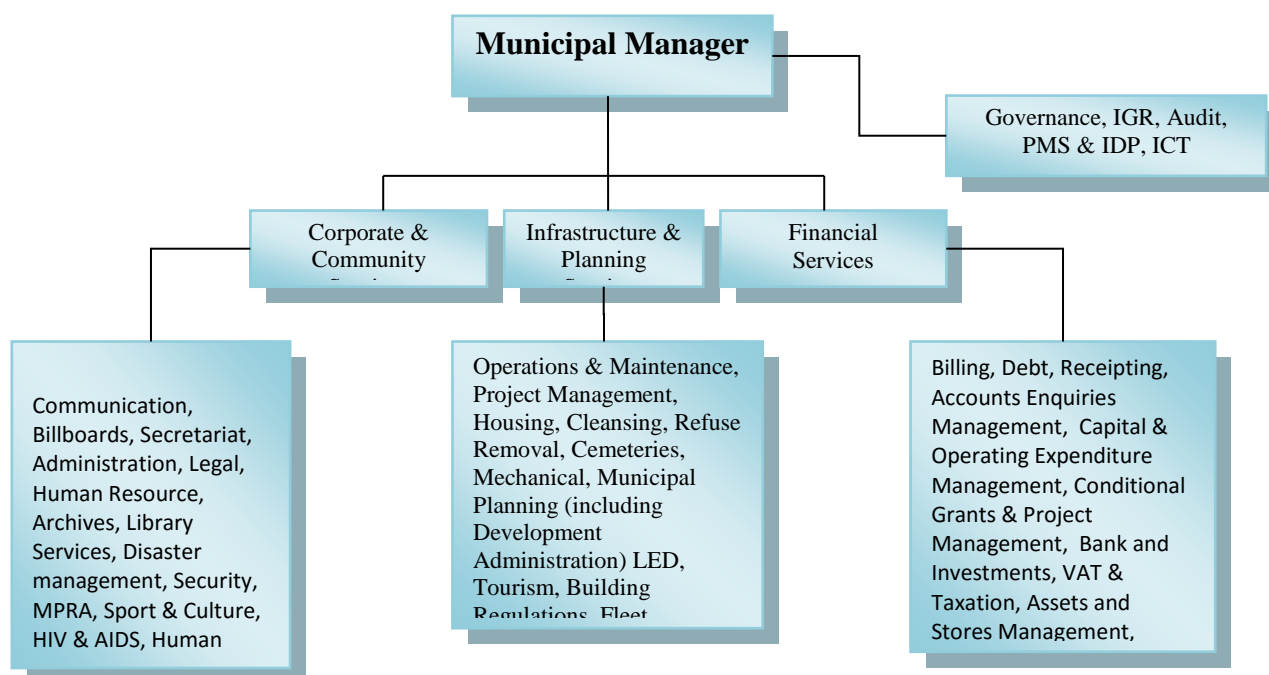 Municipal Manager
Governance, IGR, Audit,
PMS & IDP, ICT
Corporate &
Community
Infrastructure &
Planning
Financial
Services
Communication,
Billboards, Secretariat,
Administration, Legal,
Human Resource,
Archives, Library
Services, Disaster
management, Security,
MPRA, Sport & Culture,
HIV & AIDS, Human
Operations & Maintenance,
Project Management,
Housing, Cleansing, Refuse
Removal, Cemeteries,
Mechanical, Municipal
Planning (including
Development
Administration) LED,
Tourism, Building
Regulations, Fleet
Billing, Debt, Receipting,
Accounts Enquiries
Management, Capital &
Operating Expenditure
Management, Conditional
Grants & Project
Management, Bank and
Investments, VAT &
Taxation, Assets and
Stores Management,